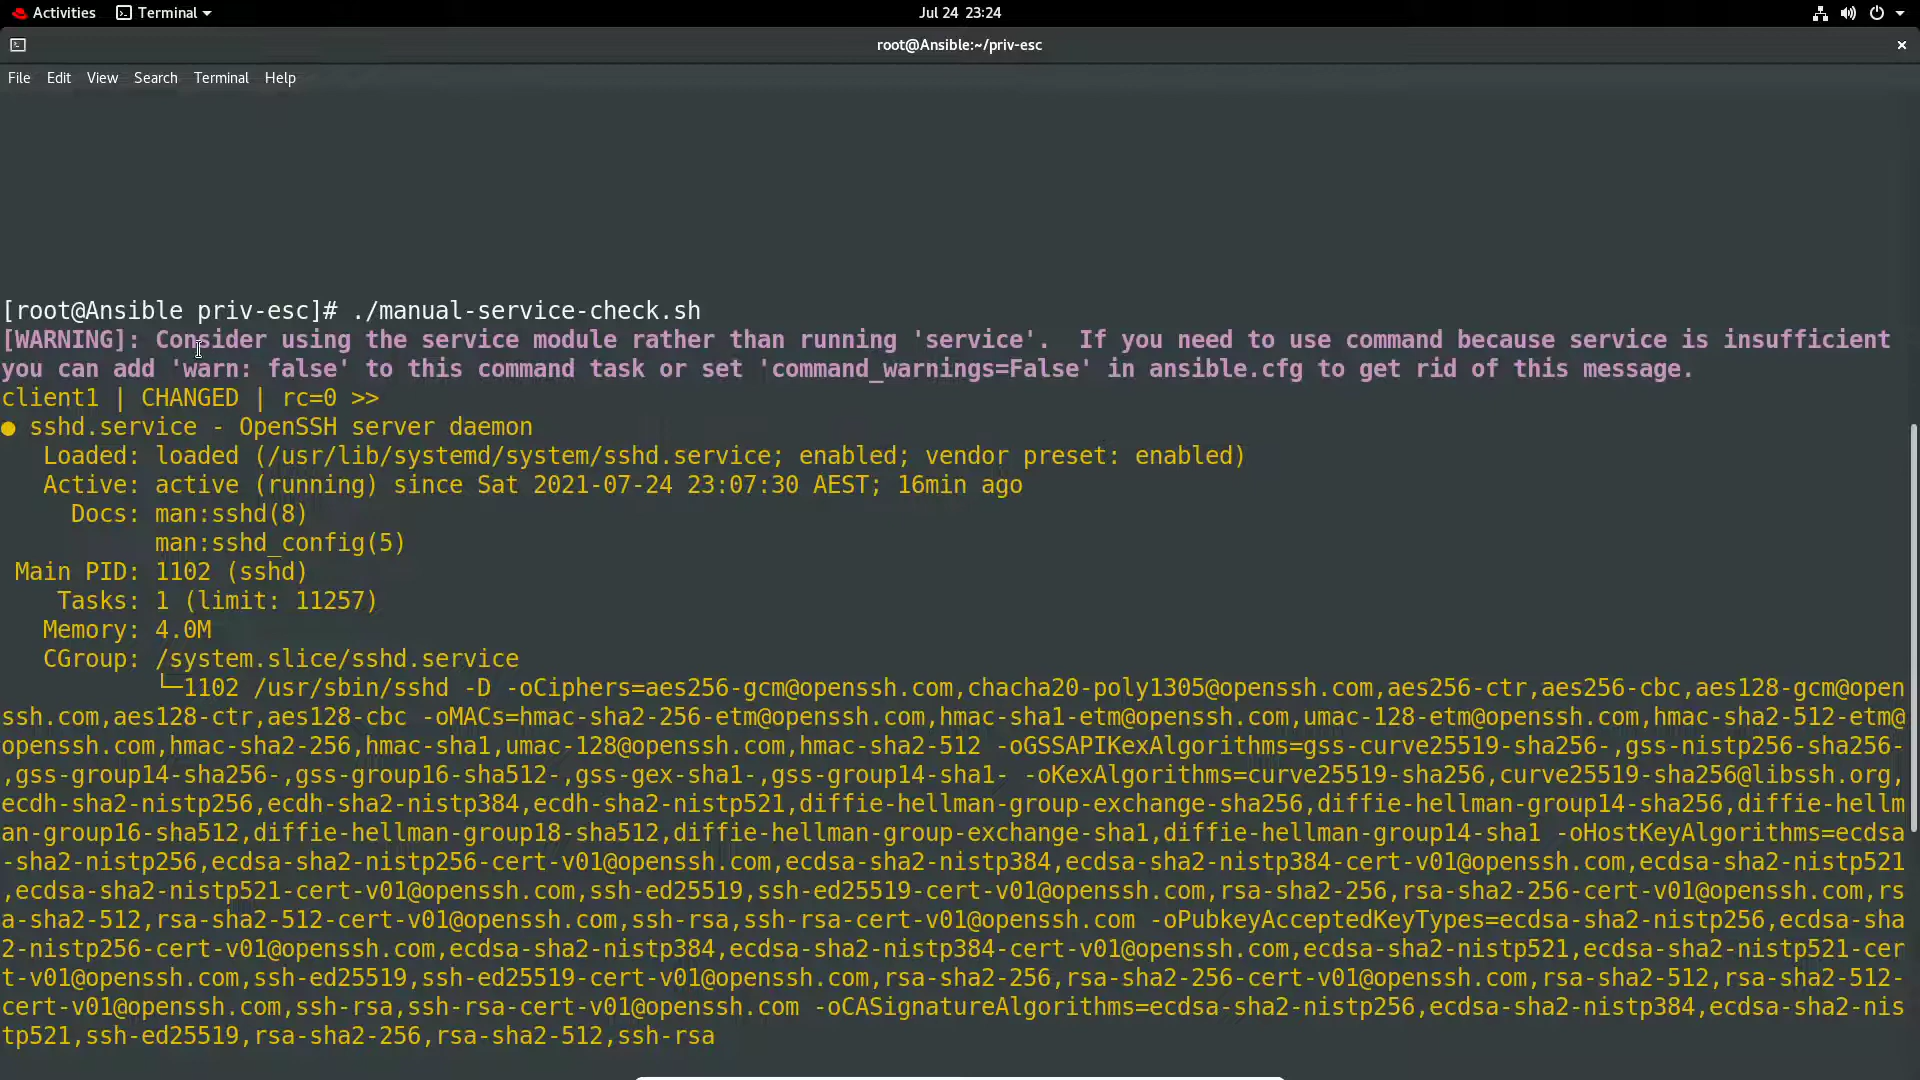 Activities Terminal Jul 24 23:24
root@Ansible:~/priv-esc
File Edit View Search Terminal Help
[root@Ansible priv-esc]# ./manual-service-check.sh
[WARNING]: Consider using the service module rather than running 'service'.  If you need to use command because service is insufficient
you can add 'warn: false' to this command task or set 'command_warnings=False' in ansible.cfg to get rid of this message.
client1 | CHANGED | rc=0 >>
● sshd.service - OpenSSH server daemon
   Loaded: loaded (/usr/lib/systemd/system/sshd.service; enabled; vendor preset: enabled)
   Active: active (running) since Sat 2021-07-24 23:07:30 AEST; 16min ago
     Docs: man:sshd(8)
           man:sshd_config(5)
 Main PID: 1102 (sshd)
    Tasks: 1 (limit: 11257)
   Memory: 4.0M
   CGroup: /system.slice/sshd.service
           └─1102 /usr/sbin/sshd -D -oCiphers=aes256-gcm@openssh.com,chacha20-poly1305@openssh.com,aes256-ctr,aes256-cbc,aes128-gcm@open
ssh.com,aes128-ctr,aes128-cbc -oMACs=hmac-sha2-256-etm@openssh.com,hmac-sha1-etm@openssh.com,umac-128-etm@openssh.com,hmac-sha2-512-etm@
openssh.com,hmac-sha2-256,hmac-sha1,umac-128@openssh.com,hmac-sha2-512 -oGSSAPIKexAlgorithms=gss-curve25519-sha256-,gss-nistp256-sha256-
,gss-group14-sha256-,gss-group16-sha512-,gss-gex-sha1-,gss-group14-sha1- -oKexAlgorithms=curve25519-sha256,curve25519-sha256@libssh.org,
ecdh-sha2-nistp256,ecdh-sha2-nistp384,ecdh-sha2-nistp521,diffie-hellman-group-exchange-sha256,diffie-hellman-group14-sha256,diffie-hellm
an-group16-sha512,diffie-hellman-group18-sha512,diffie-hellman-group-exchange-sha1,diffie-hellman-group14-sha1 -oHostKeyAlgorithms=ecdsa
-sha2-nistp256,ecdsa-sha2-nistp256-cert-v01@openssh.com,ecdsa-sha2-nistp384,ecdsa-sha2-nistp384-cert-v01@openssh.com,ecdsa-sha2-nistp521
,ecdsa-sha2-nistp521-cert-v01@openssh.com,ssh-ed25519,ssh-ed25519-cert-v01@openssh.com,rsa-sha2-256,rsa-sha2-256-cert-v01@openssh.com,rs
a-sha2-512,rsa-sha2-512-cert-v01@openssh.com,ssh-rsa,ssh-rsa-cert-v01@openssh.com -oPubkeyAcceptedKeyTypes=ecdsa-sha2-nistp256,ecdsa-sha
2-nistp256-cert-v01@openssh.com,ecdsa-sha2-nistp384,ecdsa-sha2-nistp384-cert-v01@openssh.com,ecdsa-sha2-nistp521,ecdsa-sha2-nistp521-cer
t-v01@openssh.com,ssh-ed25519,ssh-ed25519-cert-v01@openssh.com,rsa-sha2-256,rsa-sha2-256-cert-v01@openssh.com,rsa-sha2-512,rsa-sha2-512-
cert-v01@openssh.com,ssh-rsa,ssh-rsa-cert-v01@openssh.com -oCASignatureAlgorithms=ecdsa-sha2-nistp256,ecdsa-sha2-nistp384,ecdsa-sha2-nis
tp521,ssh-ed25519,rsa-sha2-256,rsa-sha2-512,ssh-rsa